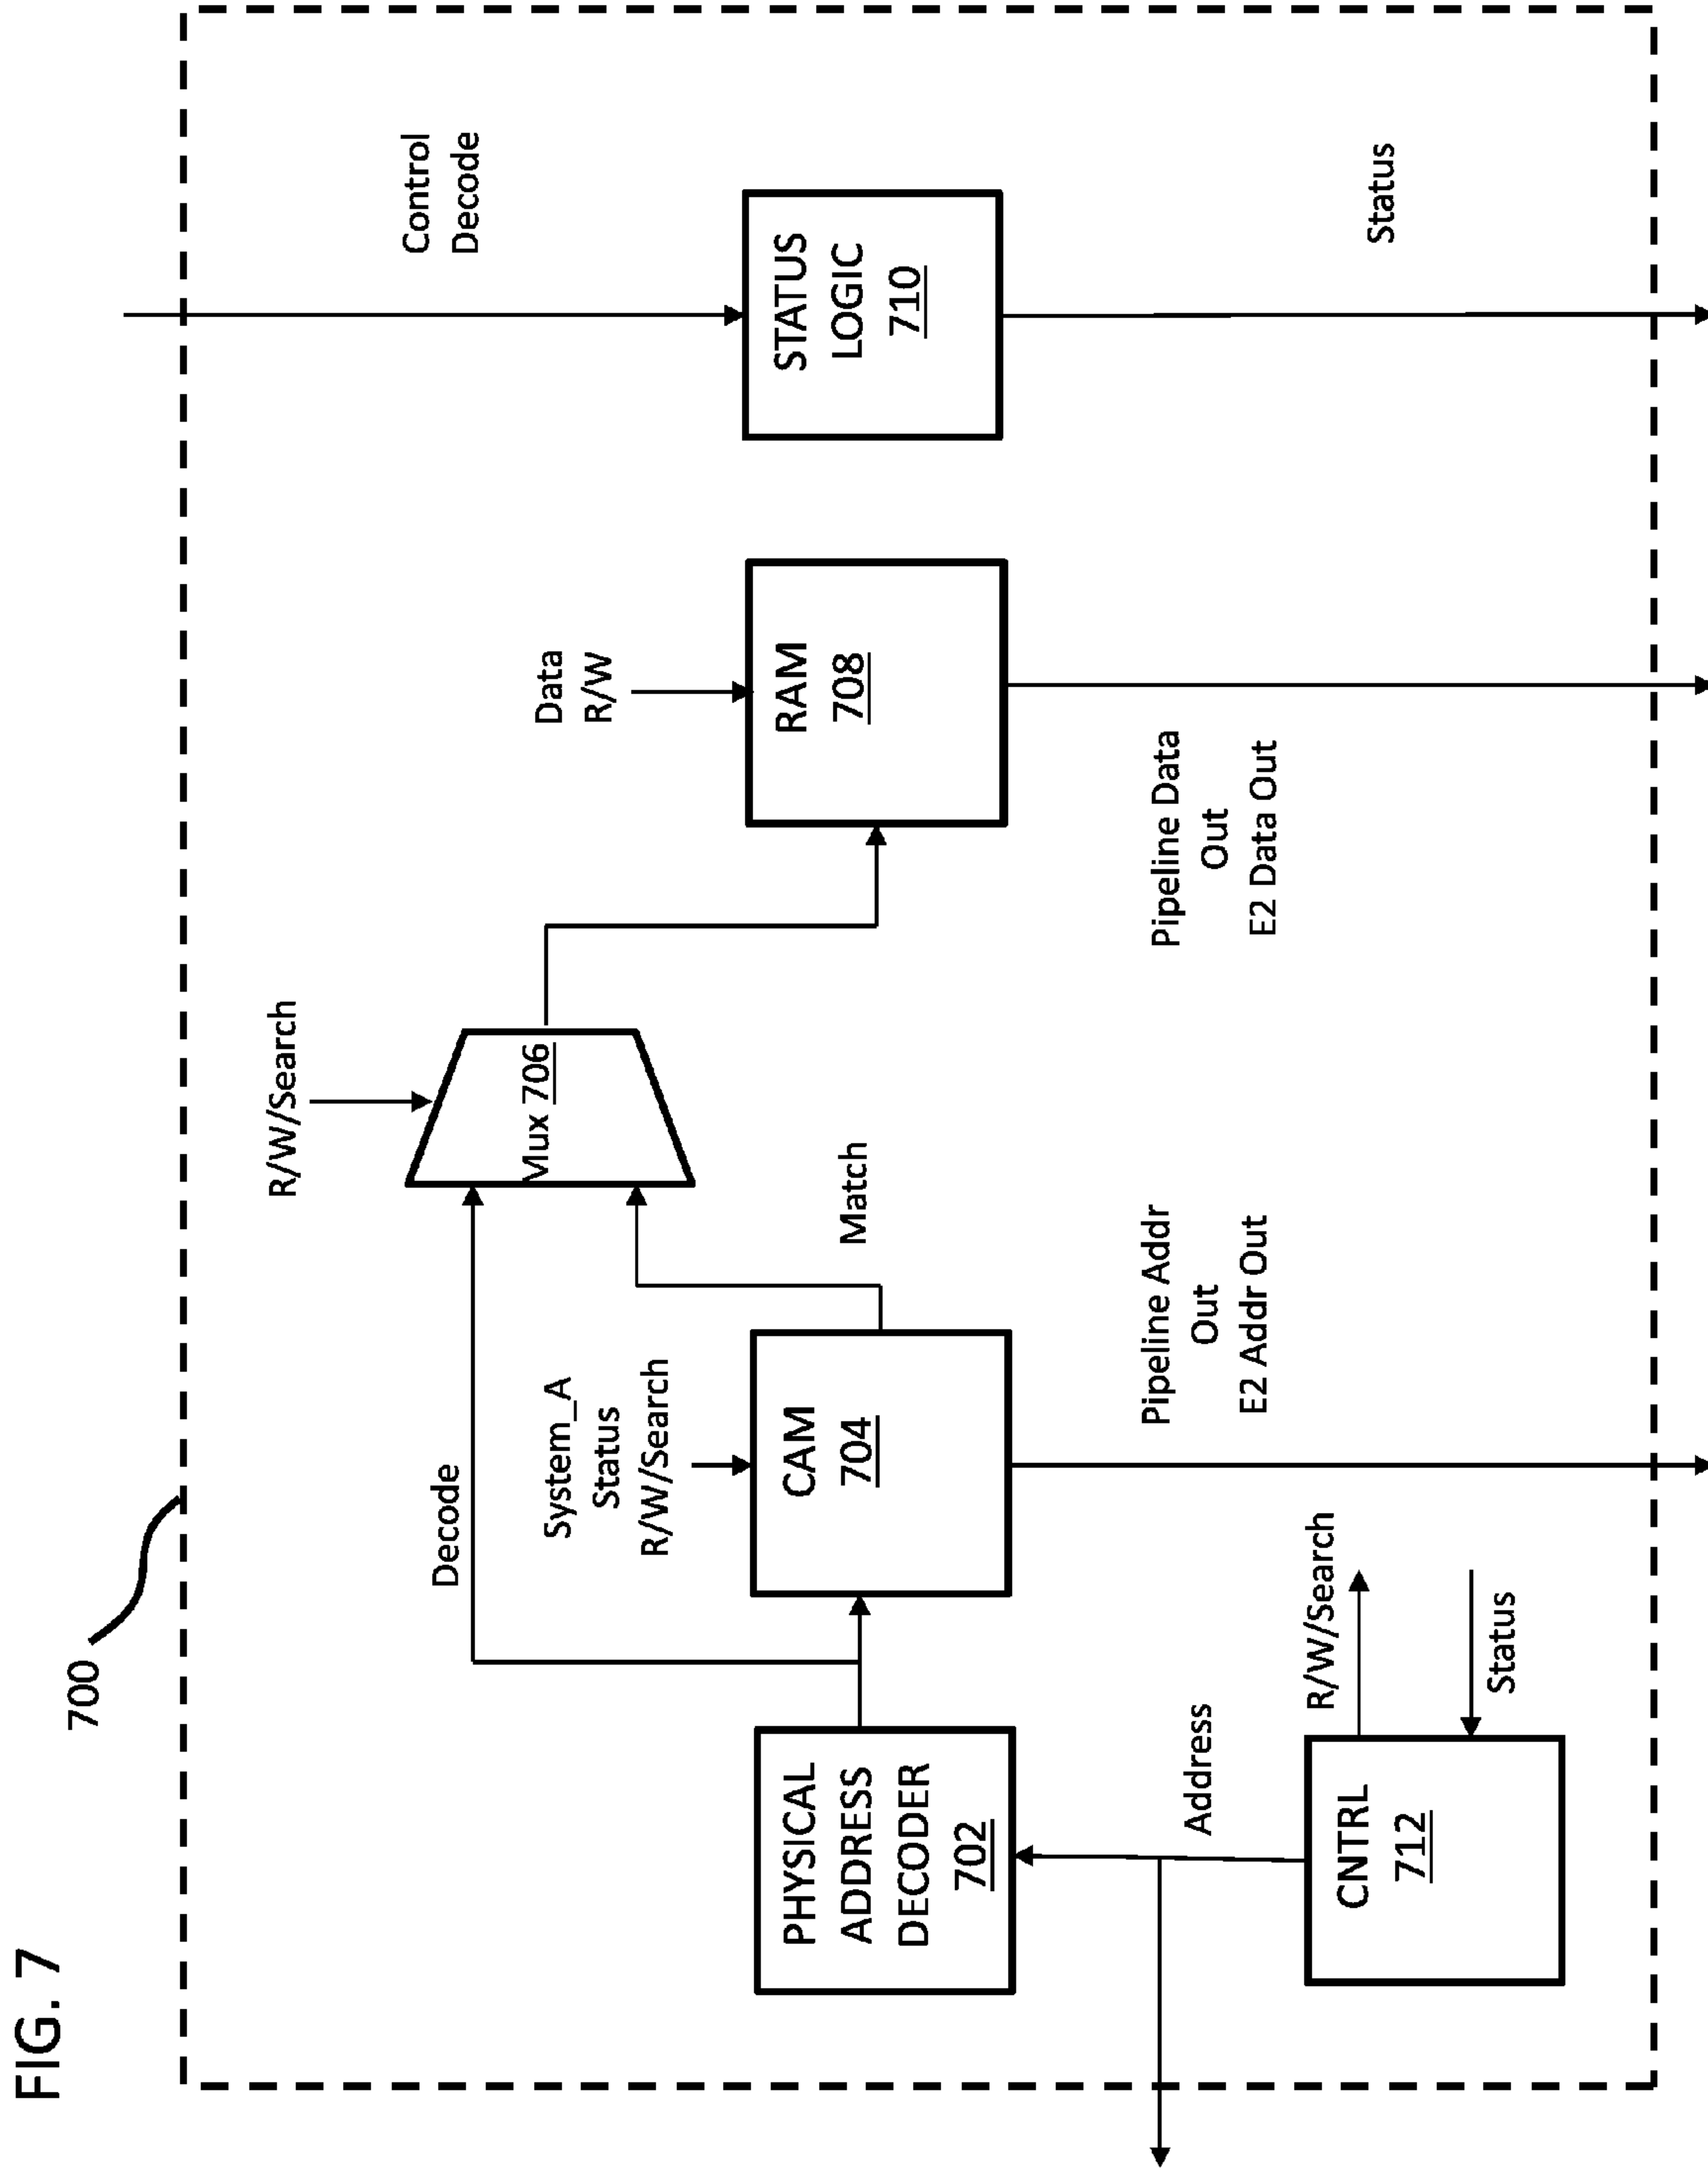 FIG. 7
700
R/W/Search
Control
Decode
Decode
Mux 706
Data
R/W
System_A
Status
R/W/Search
PHYSICAL
ADDRESS
DECODER
702
CAM
704
Match
RAM
708
STATUS
LOGIC
710
Address
Pipeline Addr
Out
E2 Addr Out
Pipeline Data
Out
E2 Data Out
Status
CNTRL
712
R/W/Search
Status